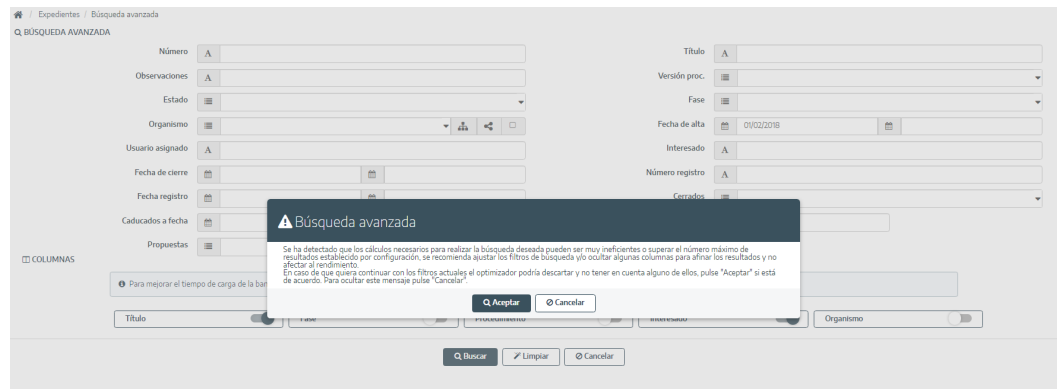 / Expedientes / Búsqueda avanzada
BÚSQUEDA AVANZADA
Número A
Título A
Observaciones A
Versión proc.
Estado
Fase
Organismo
Fecha de alta 01/02/2018
Usuario asignado A
Interesado A
Fecha de cierre
Número registro A
Fecha registro
Cerrados
Caducados a fecha
Propuestas
Búsqueda avanzada
Se ha detectado que los cálculos necesarios para realizar la búsqueda deseada pueden ser muy ineficientes o superar el número máximo de
resultados establecido por configuración, se recomienda ajustar los filtros de búsqueda y/o ocultar algunas columnas para afinar los resultados y no
afectar al rendimiento.
En caso de que quiera continuar con los filtros actuales el optimizador podría descartar y no tener en cuenta alguno de ellos, pulse "Aceptar" si está
de acuerdo. Para ocultar este mensaje pulse "Cancelar".
Aceptar Cancelar
COLUMNAS
Para mejorar el tiempo de carga de la ban
Título Fase Procedimiento Interesado Organismo
Buscar Limpiar Cancelar